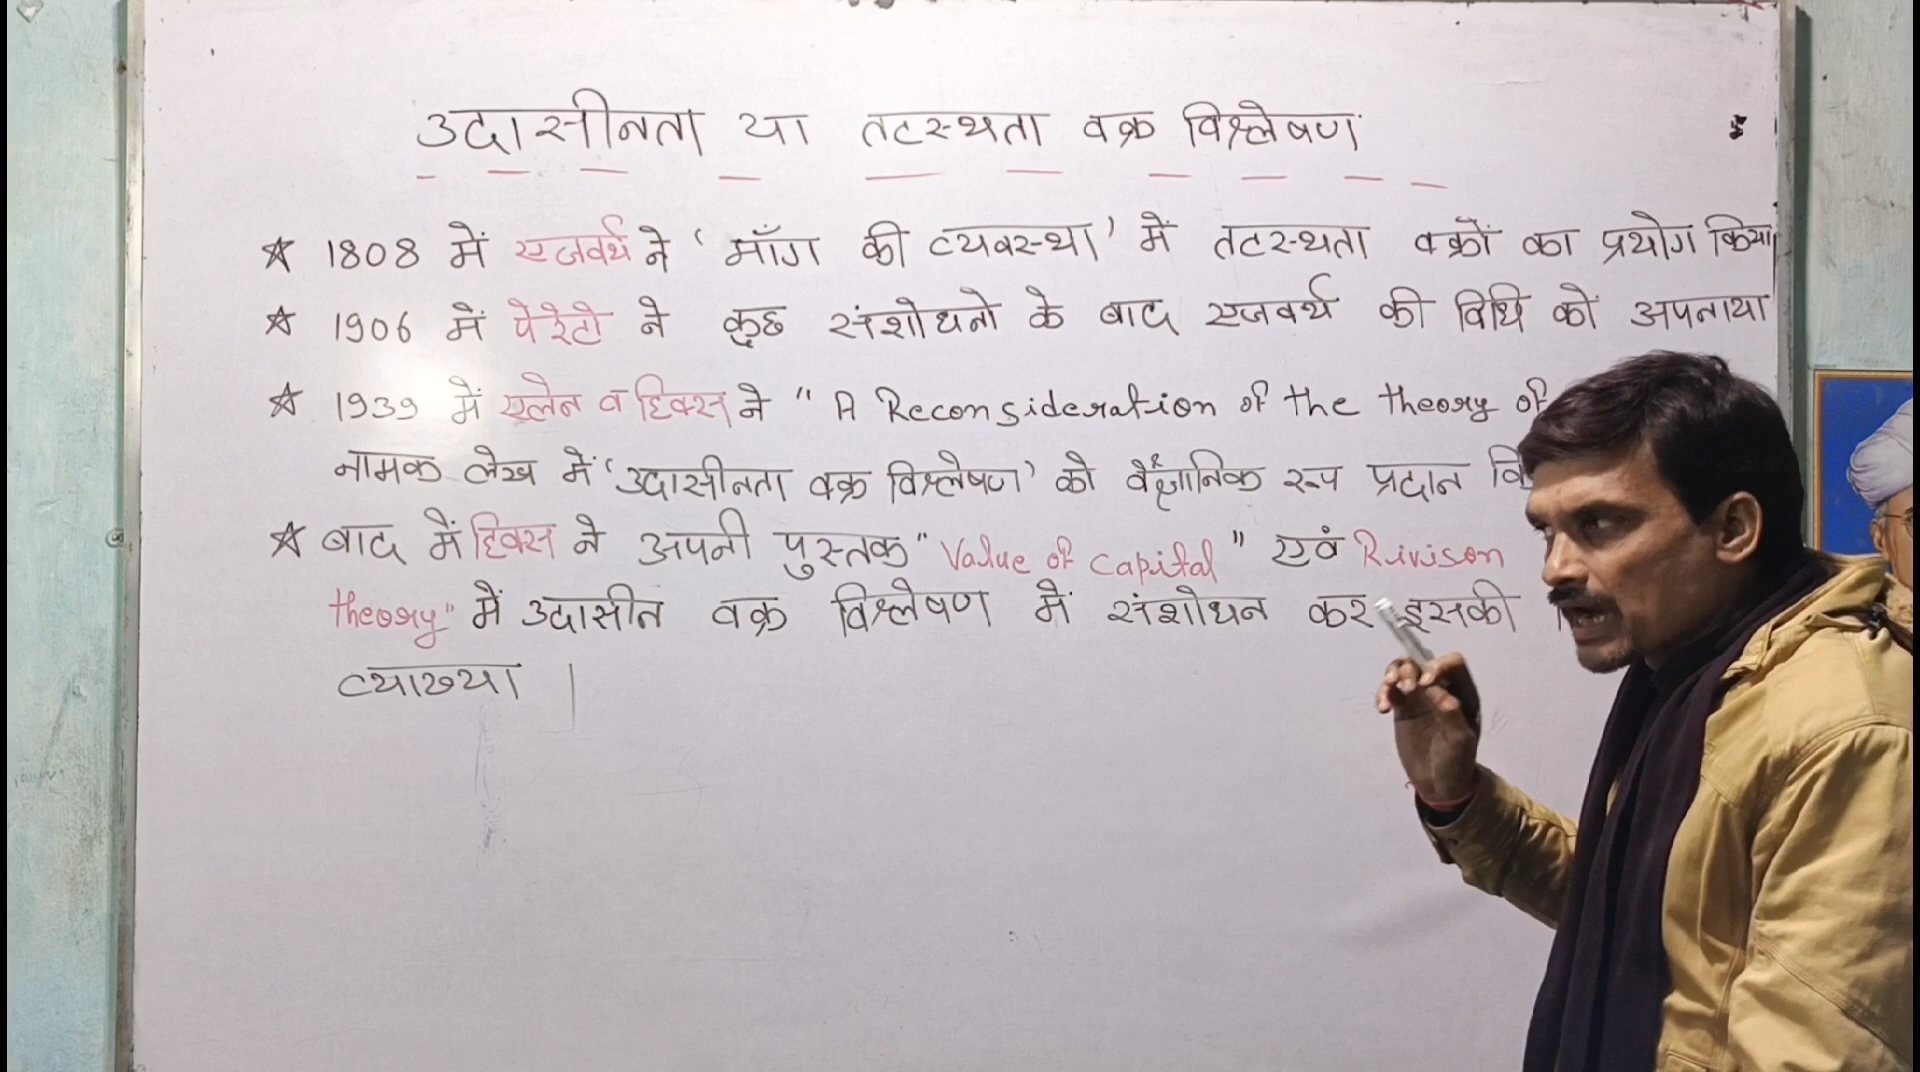 उदासीनता या तटस्थता वक्र विश्लेषण
★ 1808 में एजवर्थ ने 'माँग की व्यवस्था' में तटस्थता वक्रों का प्रयोग किया
★ 1906 में पेरेटो ने कुछ संशोधनो के बाद एजवर्थ की विधि को अपनाया
★ 1939 में एलेन व हिक्स ने "A Reconsideration of the theory of
नामक लेख में 'उदासीनता वक्र विश्लेषण' को वैज्ञानिक रूप प्रदान
★ बाद में हिक्स ने अपनी पुस्तक "Value of capital" एवं Rivison
theory" में उदासीन वक्र विश्लेषण में संशोधन कर इसकी
व्याख्या |